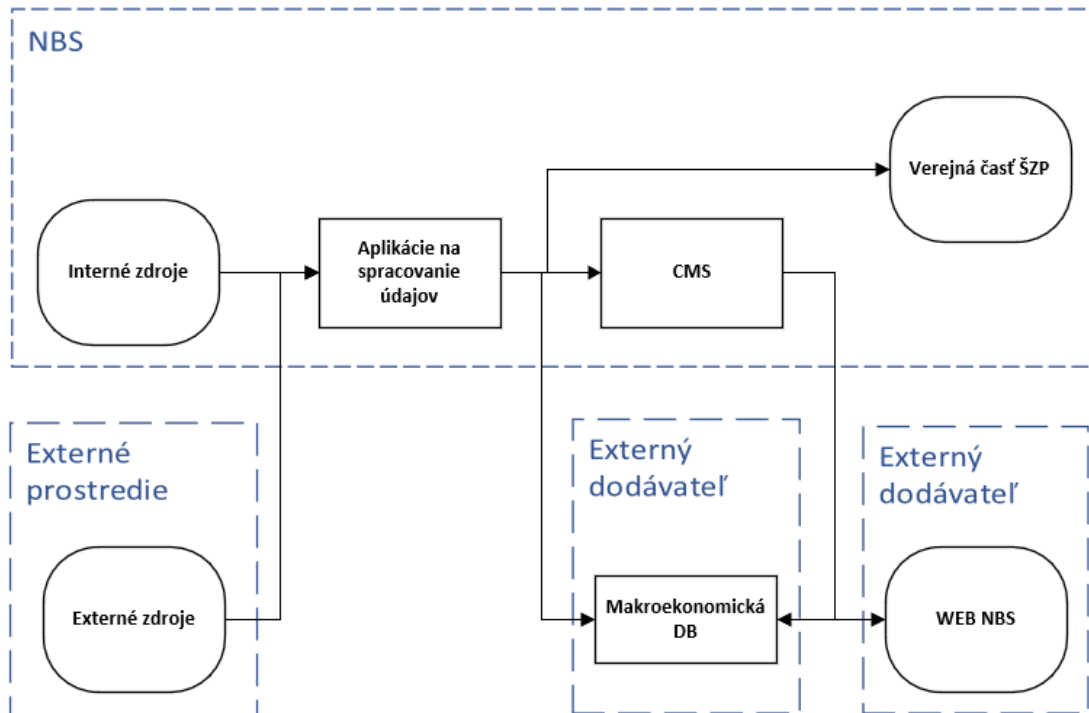 NBS
Verejná časť ŠZP
Interné zdroje
Aplikácie na
spracovanie
údajov
CMS
Externé
prostredie
Externý
dodávateľ
Externý
dodávateľ
Externé zdroje
Makroekonomická
DB
WEB NBS